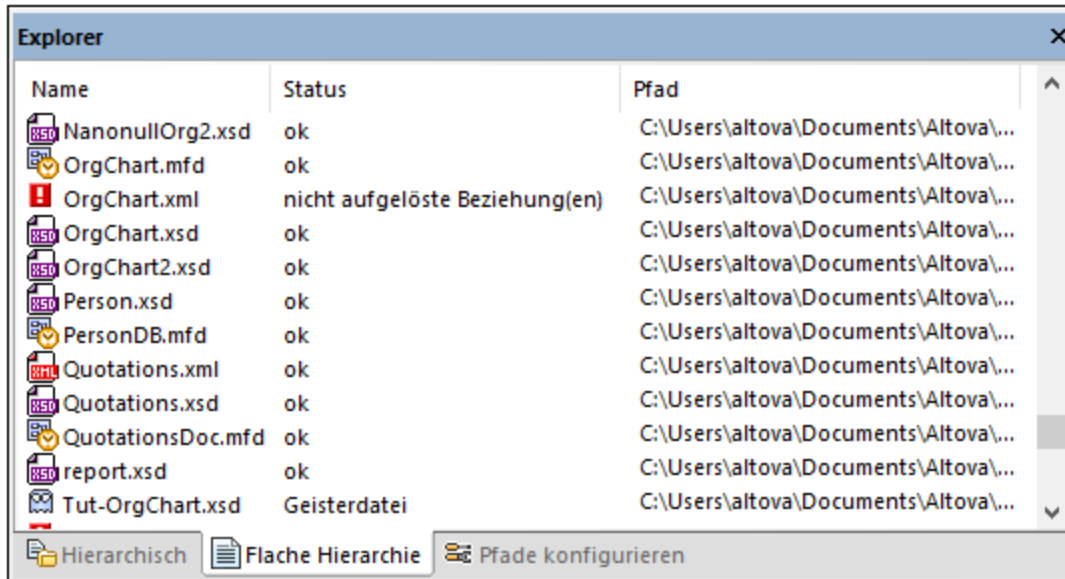 Explorer
Name Status Pfad
NanonullOrg2.xsd ok C:\Users\altova\Documents\Altova\...
OrgChart.mfd ok C:\Users\altova\Documents\Altova\...
OrgChart.xml nicht aufgelöste Beziehung(en) C:\Users\altova\Documents\Altova\...
OrgChart.xsd ok C:\Users\altova\Documents\Altova\...
OrgChart2.xsd ok C:\Users\altova\Documents\Altova\...
Person.xsd ok C:\Users\altova\Documents\Altova\...
PersonDB.mfd ok C:\Users\altova\Documents\Altova\...
Quotations.xml ok C:\Users\altova\Documents\Altova\...
Quotations.xsd ok C:\Users\altova\Documents\Altova\...
QuotationsDoc.mfd ok C:\Users\altova\Documents\Altova\...
report.xsd ok C:\Users\altova\Documents\Altova\...
Tut-OrgChart.xsd Geisterdatei C:\Users\altova\Documents\Altova\...
Hierarchisch Flache Hierarchie Pfade konfigurieren